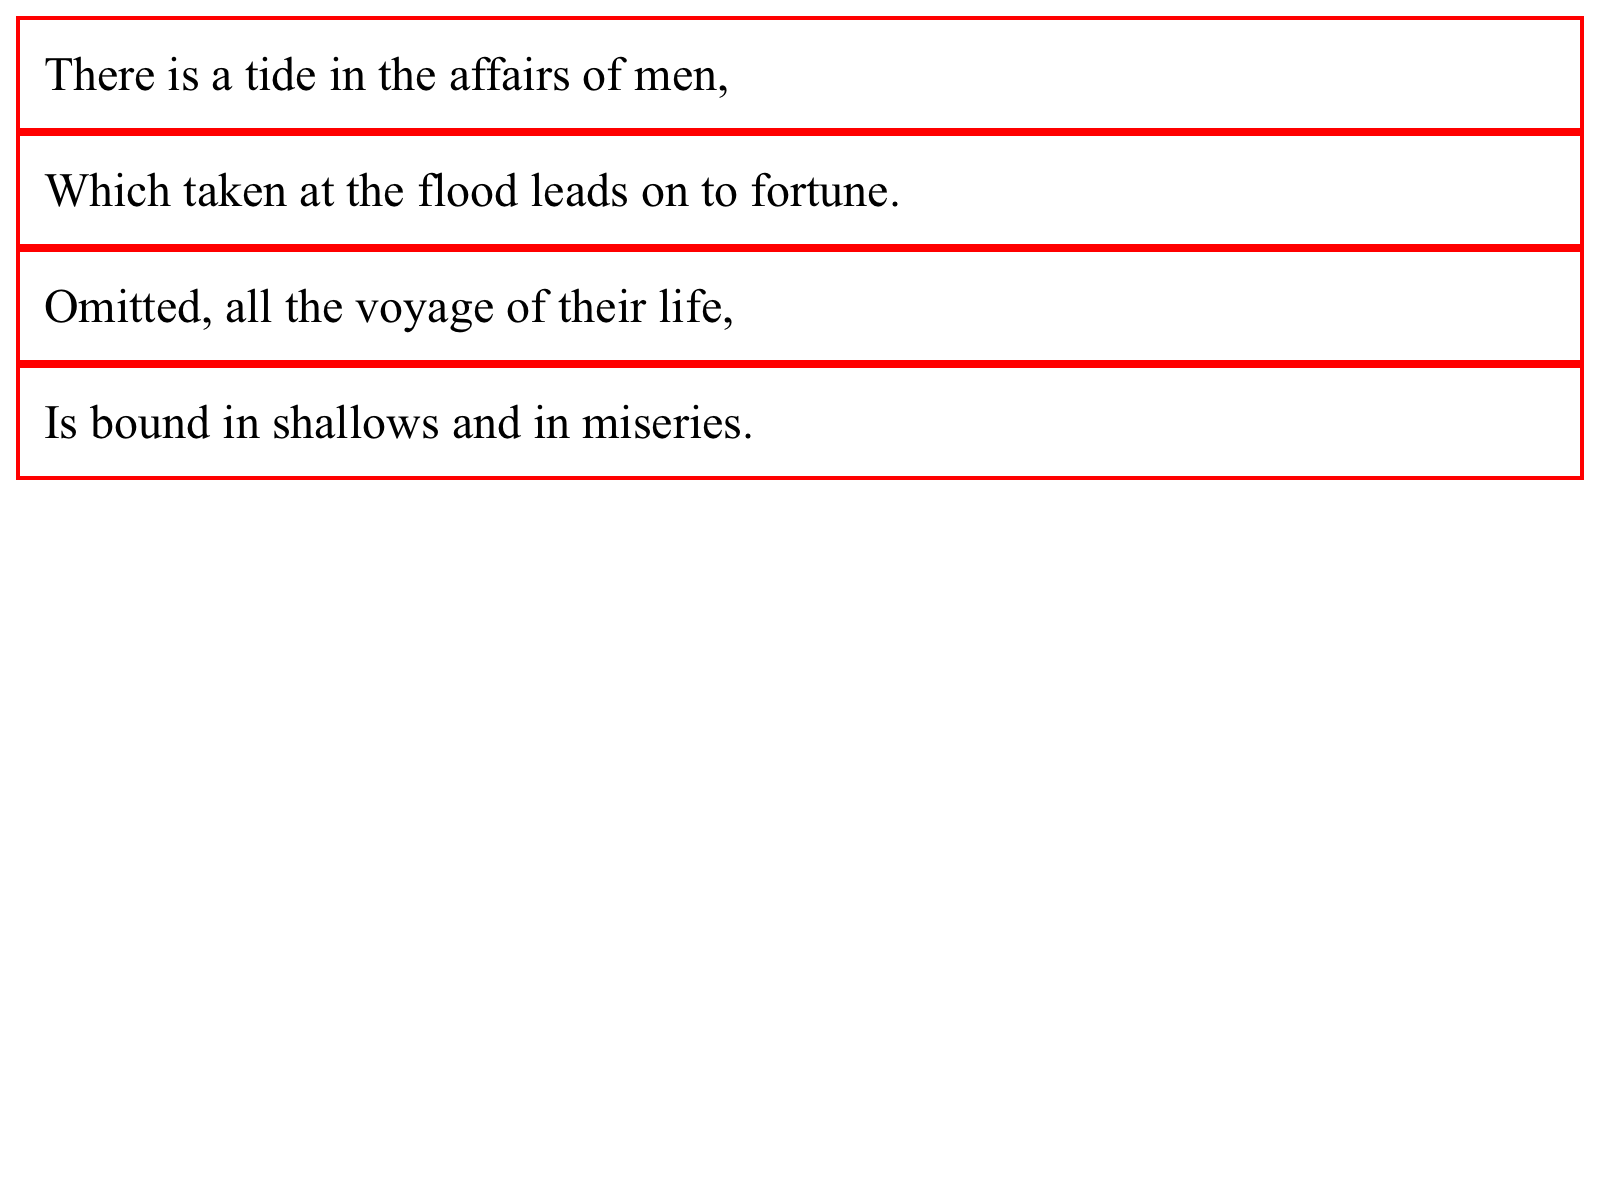 There is a tide in the affairs of men,
Which taken at the flood leads on to fortune.
Omitted, all the voyage of their life,
Is bound in shallows and in miseries.